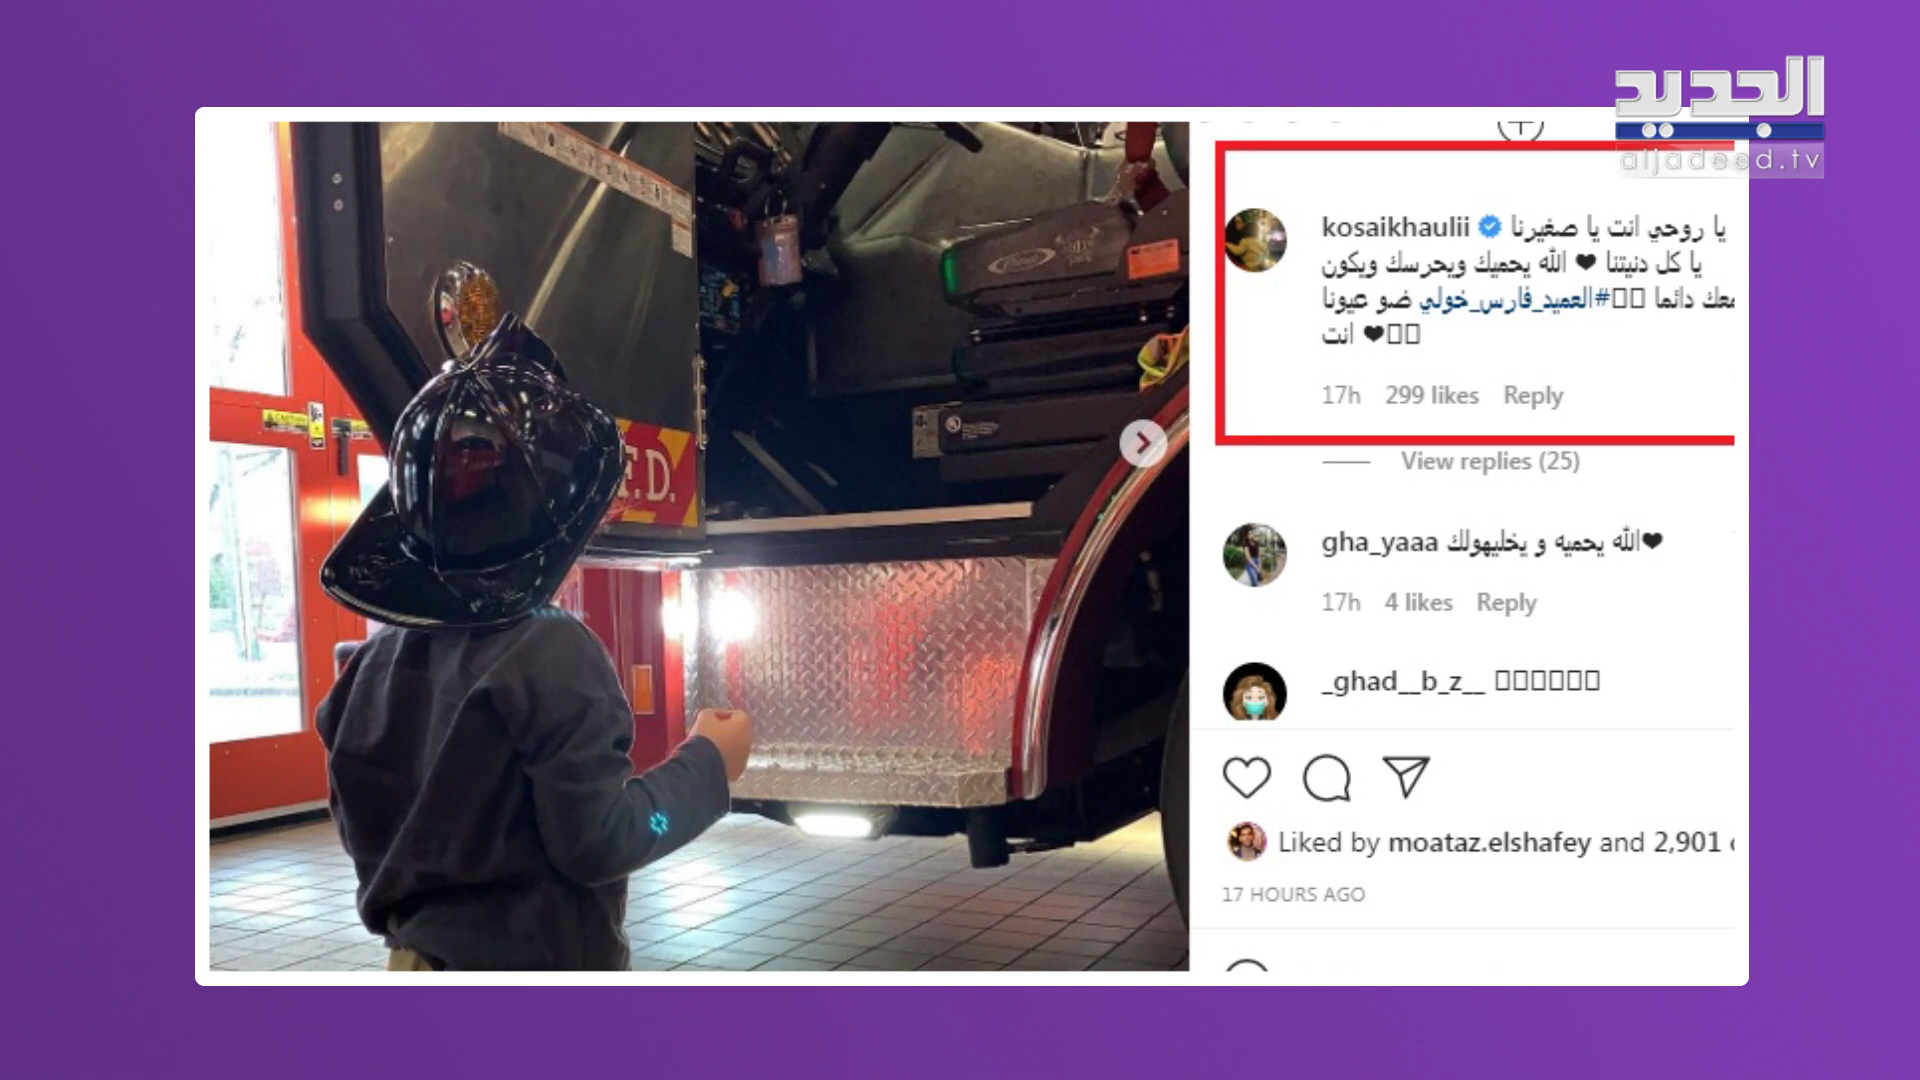 الجديد
aljadeed.tv
CAUTION
F.D.
kosaikhaulii يا روحي انت يا صغيرنا
يا كل دنيتنا ❤ الله يحميك ويحرسك ويكون
معك دائما #العميد_فارس_خولي ضو عيونا
انت ❤
17h 299 likes Reply
View replies (25)
gha_yaaa الله يحميه و يخليهولك❤
17h 4 likes Reply
_ghad__b_z__
Liked by moataz.elshafey and 2,901
17 HOURS AGO